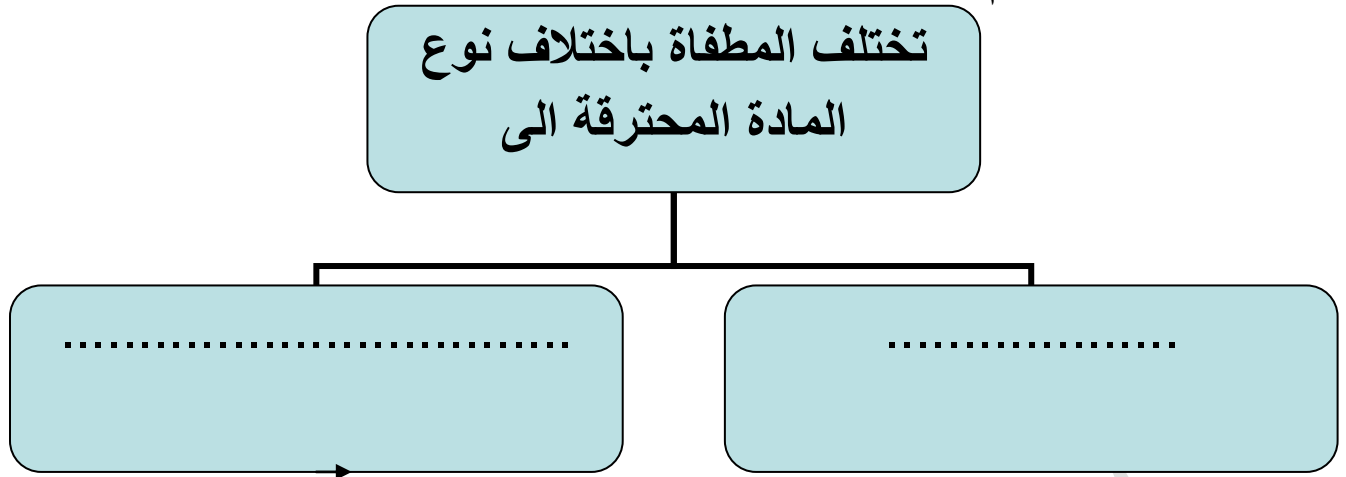 تختلف المطفاة باختلاف نوع
المادة المحترقة الى
..................
.................................